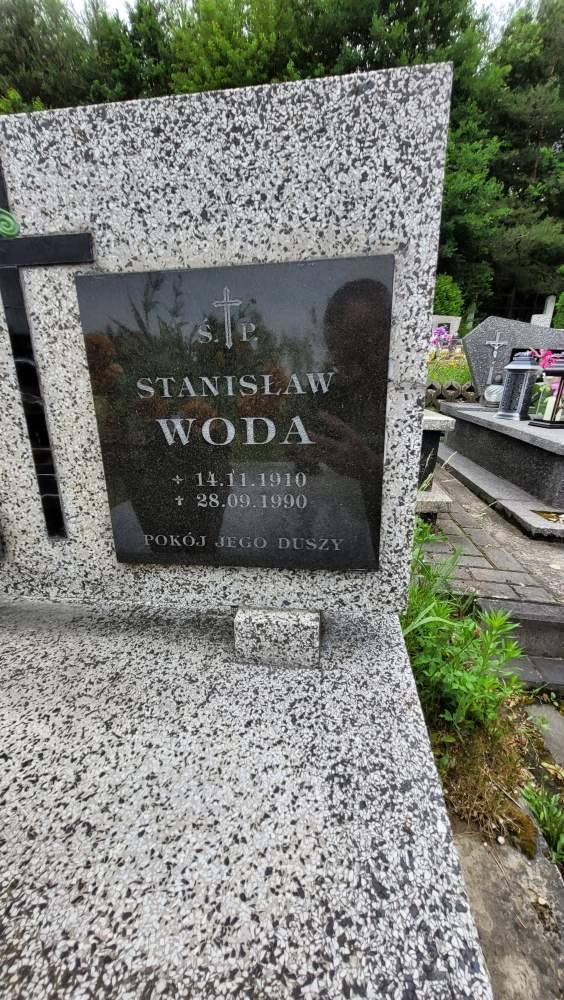 Ś. P.
STANISŁAW
WODA
+ 14.11.1910
✝ 28.09.1990
POKÓJ JEGO DUSZY